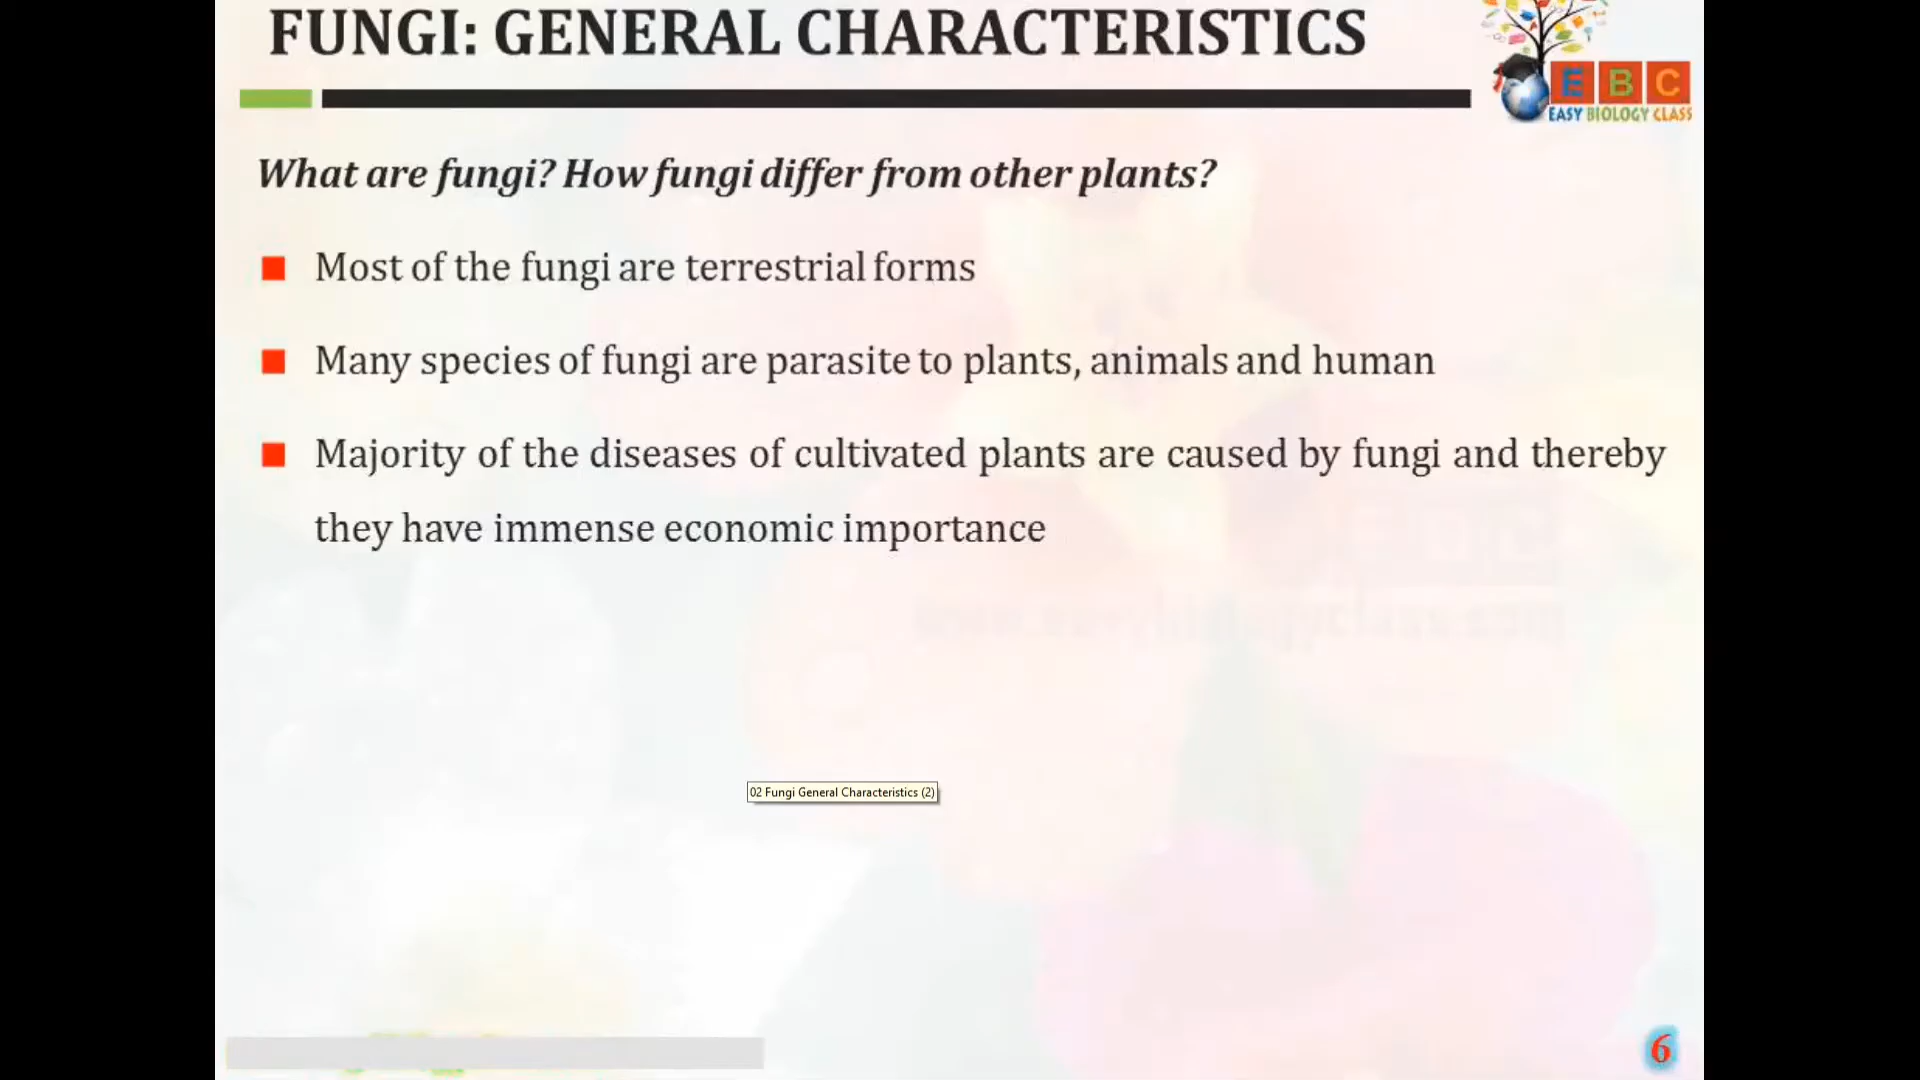 FUNGI: GENERAL CHARACTERISTICS
E B C
EASY BIOLOGY CLASS
What are fungi? How fungi differ from other plants?
Most of the fungi are terrestrial forms
Many species of fungi are parasite to plants, animals and human
Majority of the diseases of cultivated plants are caused by fungi and thereby
they have immense economic importance
www.easybiologyclass.com
02 Fungi General Characteristics (2)
6